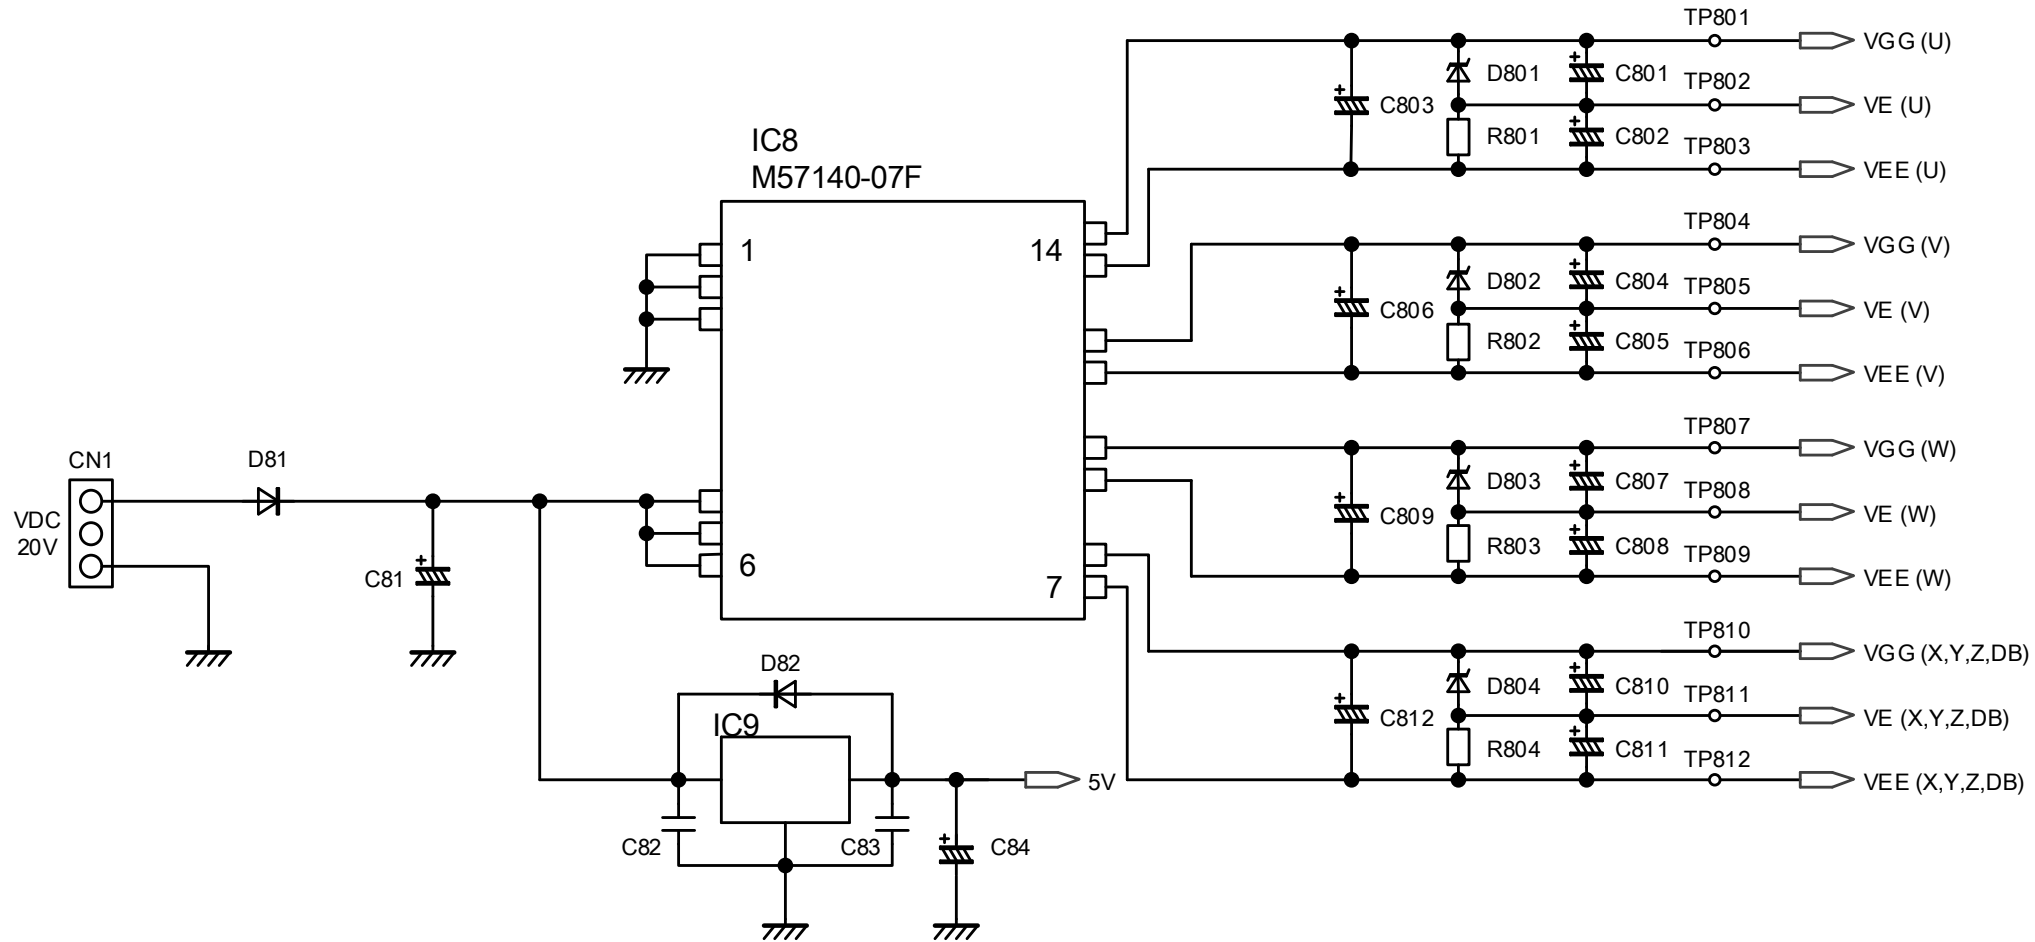 TP801
VGG (U)
D801
C801
TP802
C803
VE (U)
R801
C802
TP803
VEE (U)
IC8
M57140-07F
1
14
TP804
VGG (V)
D802
C804
TP805
C806
VE (V)
R802
C805
TP806
VEE (V)
TP807
VGG (W)
CN1
D81
D803
C807
TP808
VDC
20V
C809
VE (W)
R803
C808
TP809
C81
6
7
VEE (W)
TP810
VGG (X,Y,Z,DB)
D82
D804
C810
TP811
IC9
C812
VE (X,Y,Z,DB)
R804
C811
TP812
5V
VEE (X,Y,Z,DB)
C82
C83
C84